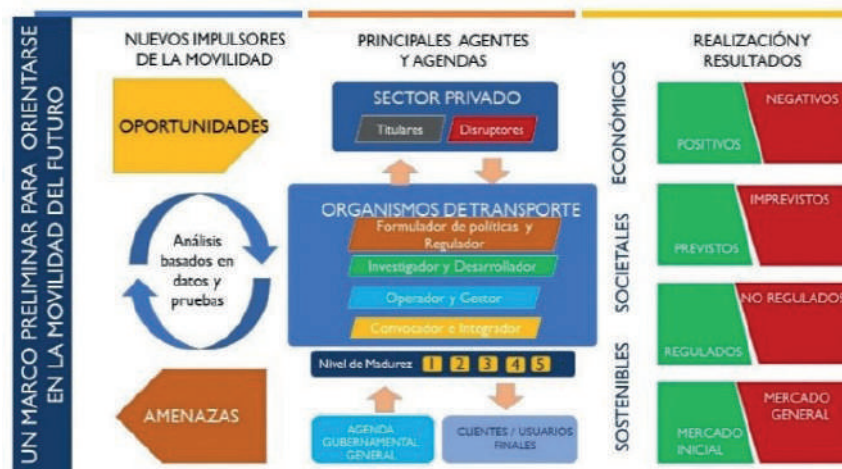 UN MARCO PRELIMINAR PARA ORIENTARSE
EN LA MOVILIDAD DEL FUTURO
NUEVOS IMPULSORES
DE LA MOVILIDAD
OPORTUNIDADES
Análisis
basados en
datos y
pruebas
AMENAZAS
PRINCIPALES AGENTES
Y AGENDAS
SECTOR PRIVADO
Titulares
Disruptores
ORGANISMOS DE TRANSPORTE
Formulador de políticas y
Regulador
Investigador y Desarrollador
Operador y Gestor
Convocador e Integrador
Nivel de Madurez 1 2 3 4 5
AGENDA
GUBERNAMENTAL
GENERAL
CLIENTES / USUARIOS
FINALES
REALIZACIÓN Y
RESULTADOS
ECONÓMICOS
SOCIETALES
SOSTENIBLES
NEGATIVOS
POSITIVOS
IMPREVISTOS
PREVISTOS
NO REGULADOS
REGULADOS
MERCADO
GENERAL
MERCADO
INICIAL